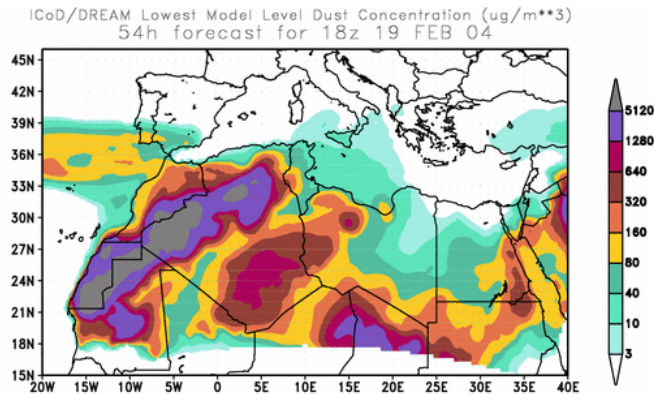 ICoD/DREAM Lowest Model Level Dust Concentration (ug/m**3)
54h forecast for 18z 19 FEB 04
45N
42N
39N
36N
33N
30N
27N
24N
21N
18N
15N
20W 15W 10W 5W 0 5E 10E 15E 20E 25E 30E 35E 40E
5120
1280
640
320
160
80
40
10
3